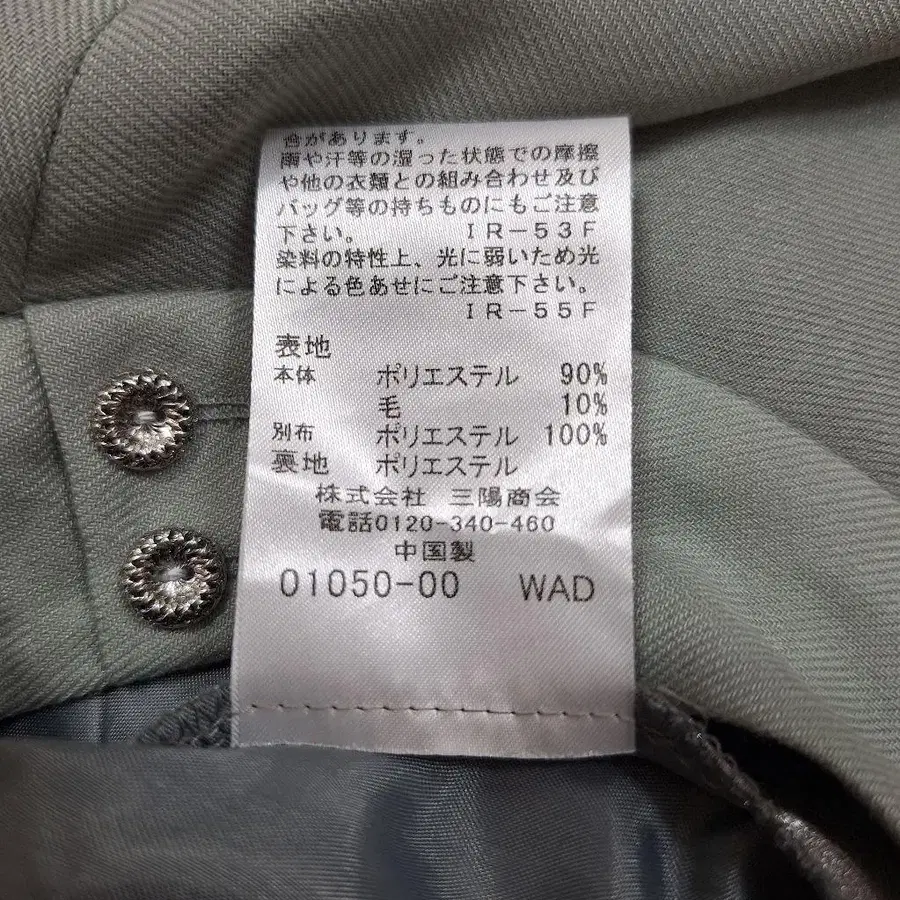 合があります。
雨や汗等の湿った状態での摩擦
や他の衣類との組み合わせ及び
バッグ等の持ちものにもご注意
下さい。 ＩＲ－５３Ｆ
染料の特性上、光に弱いため光
による色あせにご注意下さい。
ＩＲ－５５Ｆ
表地
本体 ポリエステル 90%
毛 10%
別布 ポリエステル 100%
裏地 ポリエステル
株式会社 三陽商会
電話0120-340-460
中国製
01050-00 WAD